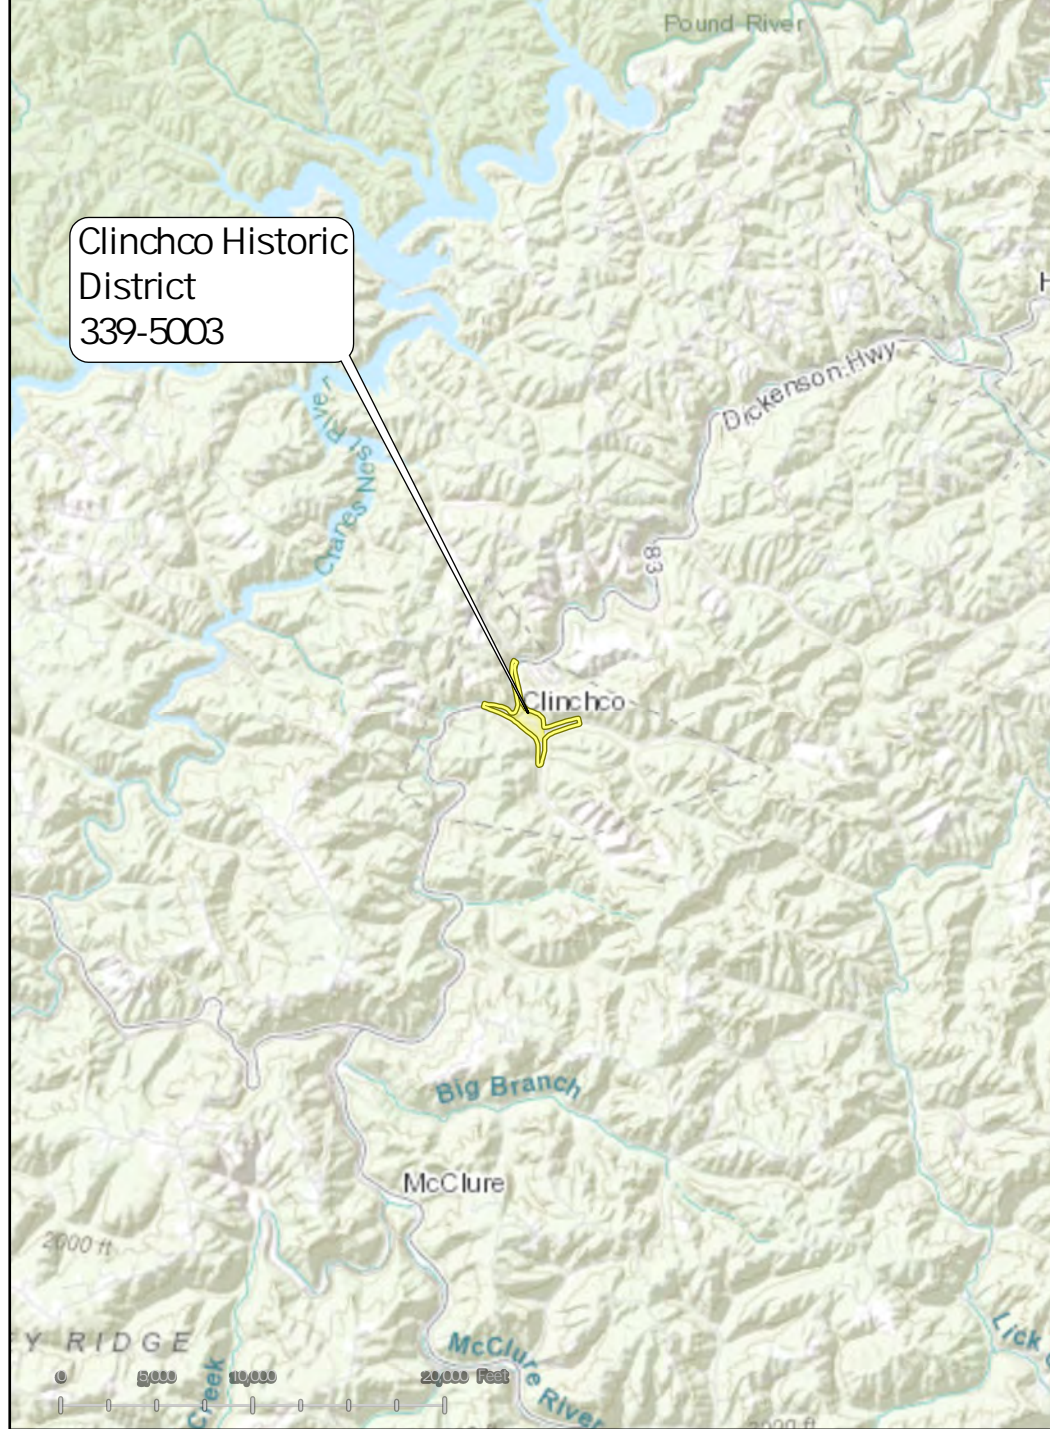 Pound River
Clinchco Historic
District
339-5003
H
Dickenson Hwy
Cranes Nest River
83
Clinchco
Big Branch
McClure
2000 ft
Y RIDGE
McClure River
Lick
Creek
0 5,000 10,000 20,000 Feet